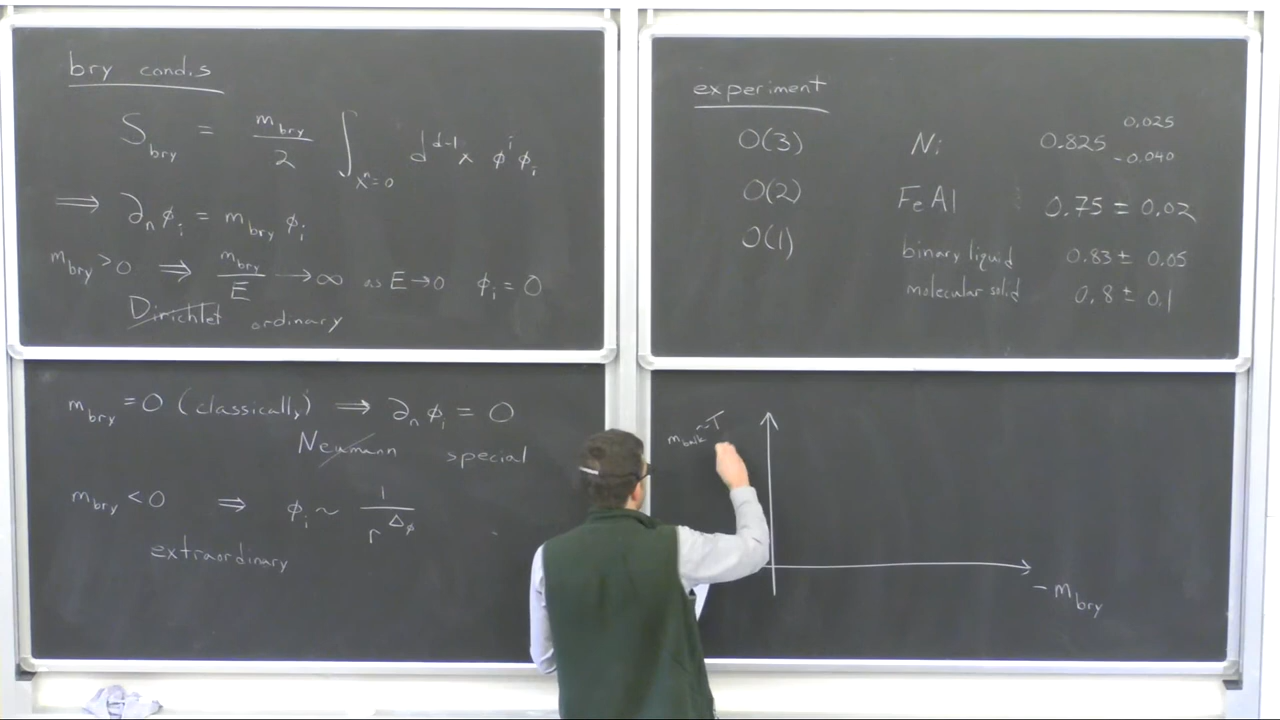 bry cond.s
S_bry = m_bry/2 ∫_{x^n=0} d^{d-1}x φ^i φ_i
⟹ ∂_n φ_i = m_bry φ_i
m_bry > 0 ⟹ m_bry/E → ∞ as E → 0 φ_i = 0
Dirichlet ordinary
m_bry = 0 (classically) ⟹ ∂_n φ_i = 0
Neumann special
m_bry < 0 ⟹ φ_i ~ 1/r^{Δ_φ}
extraordinary
experiment
O(3) Ni 0.825 0.025 -0.040
O(2) FeAl 0.75 ± 0.02
O(1) binary liquid 0.83 ± 0.05
molecular solid 0.8 ± 0.1
m_bulk ~T
- m_bry